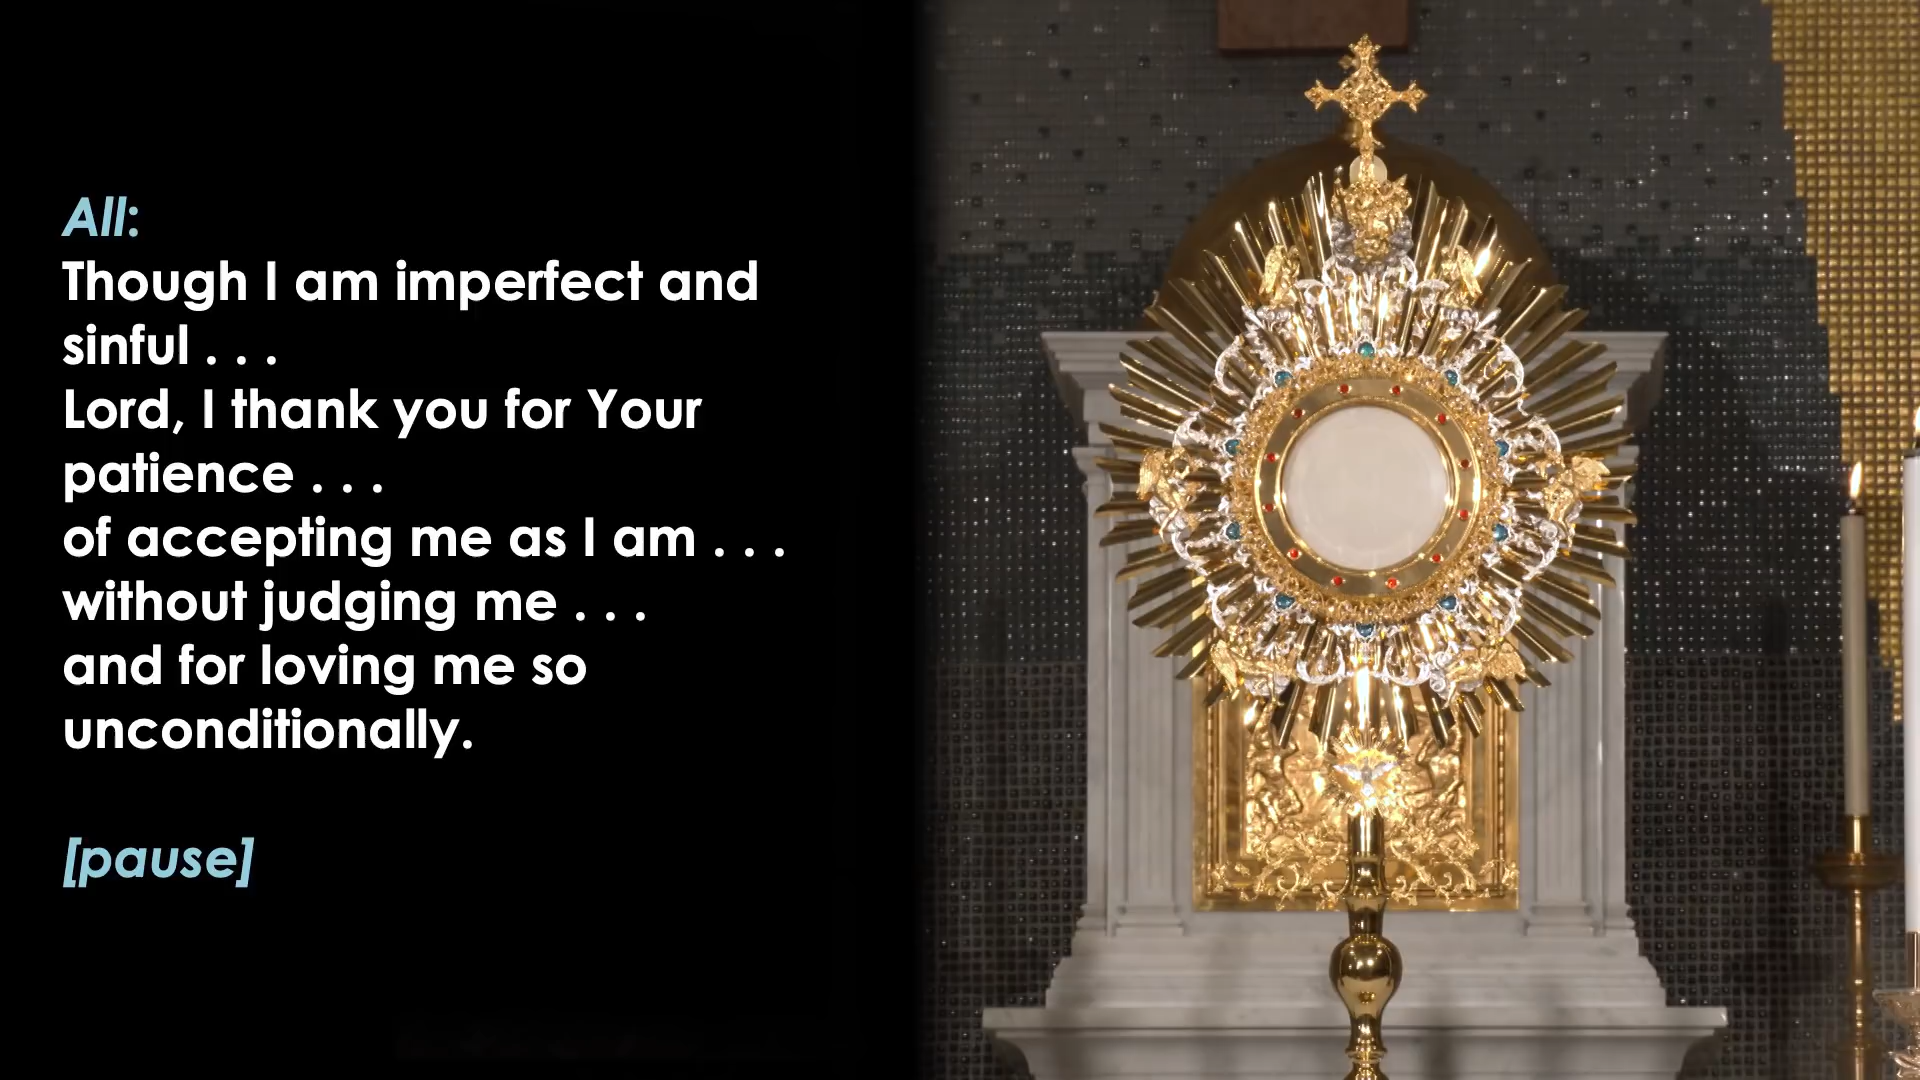 All:
Though I am imperfect and
sinful . . .
Lord, I thank you for Your
patience . . .
of accepting me as I am . . .
without judging me . . .
and for loving me so
unconditionally.
[pause]